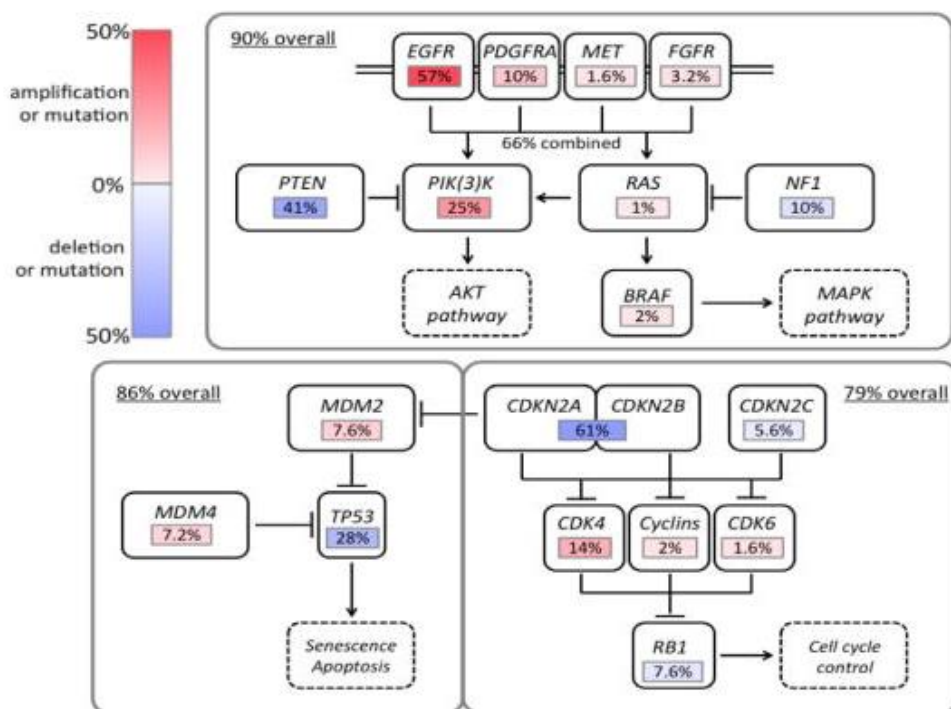 50%
amplification
or mutation
0%
deletion
or mutation
50%
90% overall
EGFR
57%
PDGFRA
10%
MET
1.6%
FGFR
3.2%
66% combined
PTEN
41%
PIK(3)K
25%
RAS
1%
NF1
10%
AKT
pathway
BRAF
2%
MAPK
pathway
86% overall
MDM2
7.6%
MDM4
7.2%
TP53
28%
Senescence
Apoptosis
79% overall
CDKN2A
CDKN2B
61%
CDKN2C
5.6%
CDK4
14%
Cyclins
2%
CDK6
1.6%
RB1
7.6%
Cell cycle
control